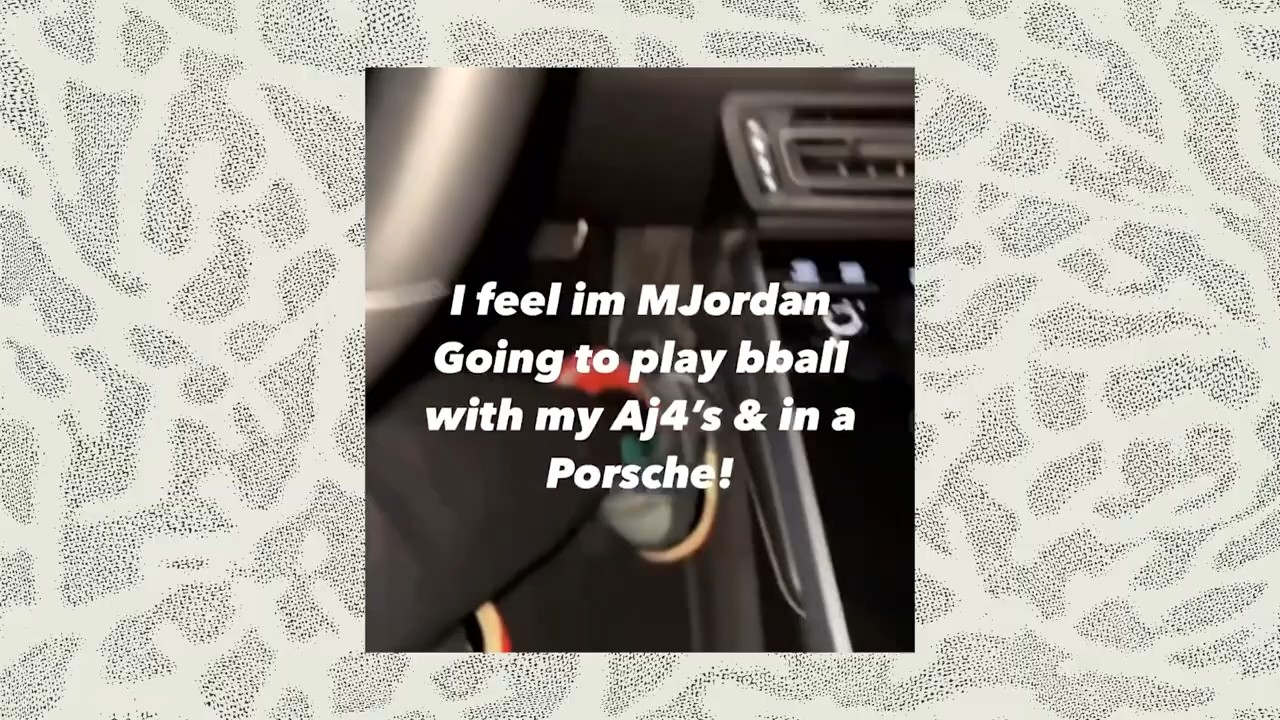 I feel im MJordan
Going to play bball
with my Aj4's & in a
Porsche!